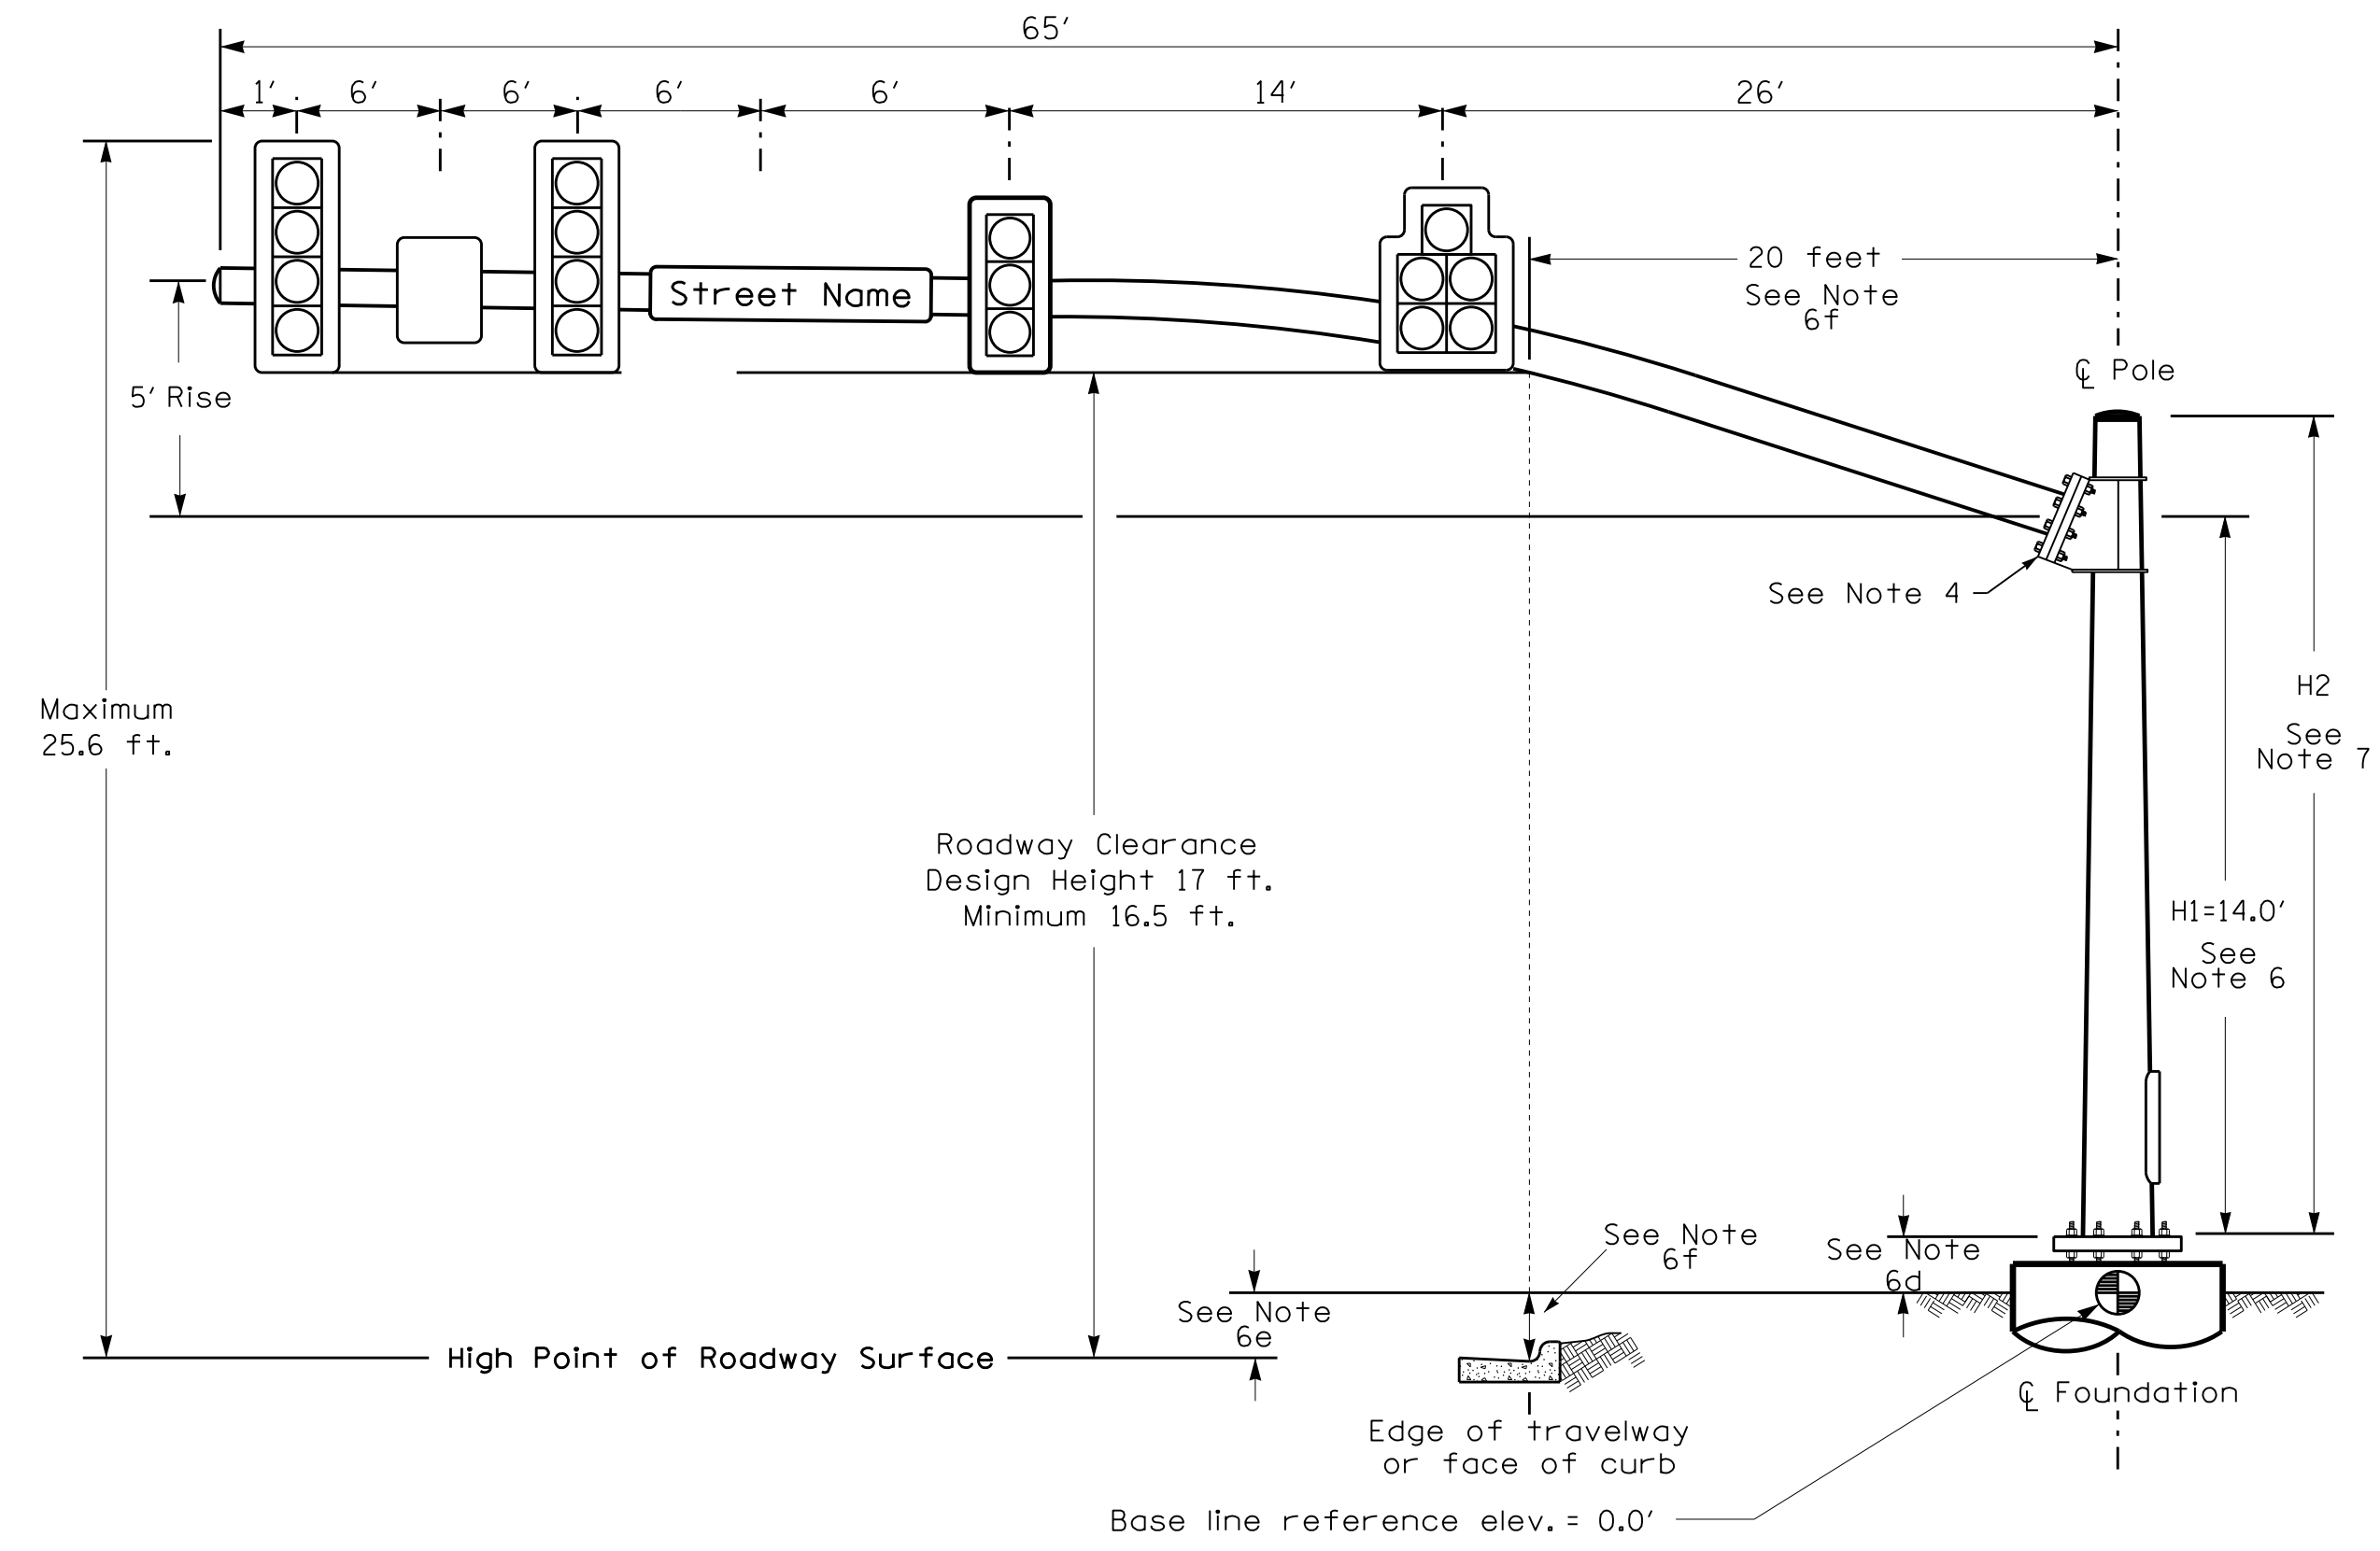 65'
1' 6' 6' 6' 6' 14' 26'
Street Name
20 feet
See Note
6f
℄ Pole
5' Rise
See Note 4
Maximum
25.6 ft.
H2
See
Note 7
Roadway Clearance
Design Height 17 ft.
Minimum 16.5 ft.
H1=14.0'
See
Note 6
See Note
6f
See Note
6d
See Note
6e
High Point of Roadway Surface
℄ Foundation
Edge of travelway
or face of curb
Base line reference elev. = 0.0'